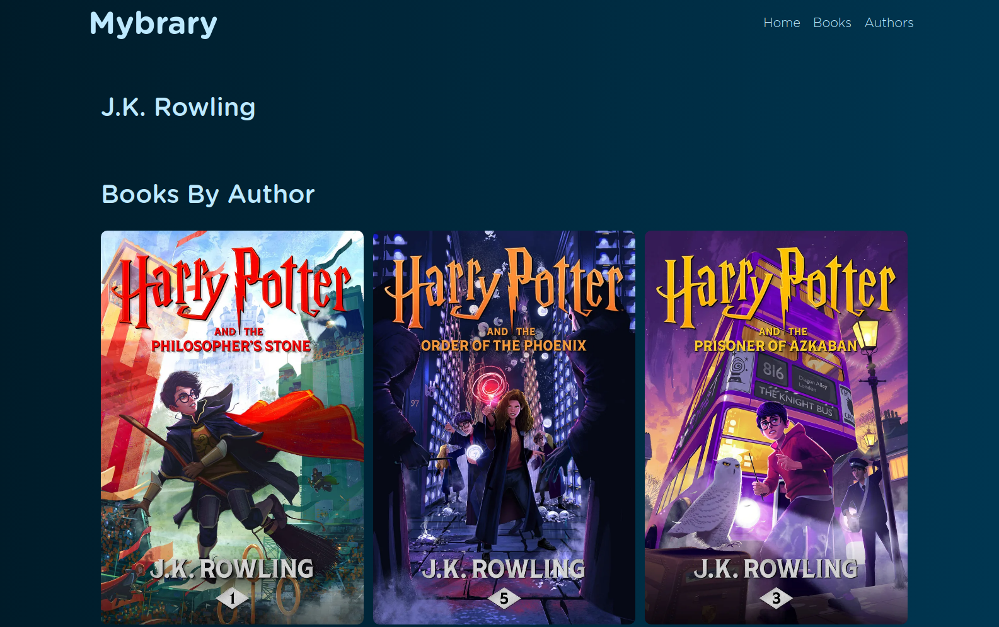 Mybrary
Home Books Authors
J.K. Rowling
Books By Author
Harry Potter
AND THE
PHILOSOPHER'S STONE
J.K. ROWLING
1
Harry Potter
AND THE
ORDER OF THE PHOENIX
97
J.K. ROWLING
5
Harry Potter
AND THE
PRISONER OF AZKABAN
816
Diagon Alley
London
THE KNIGHT BUS
J.K. ROWLING
3